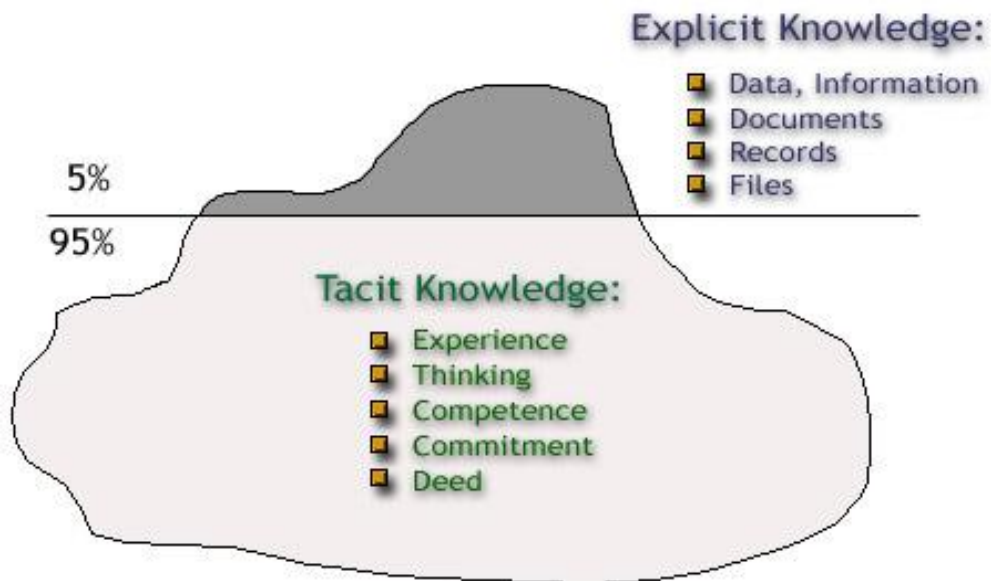 Explicit Knowledge:
Data, Information
Documents
Records
Files
5%
95%
Tacit Knowledge:
Experience
Thinking
Competence
Commitment
Deed